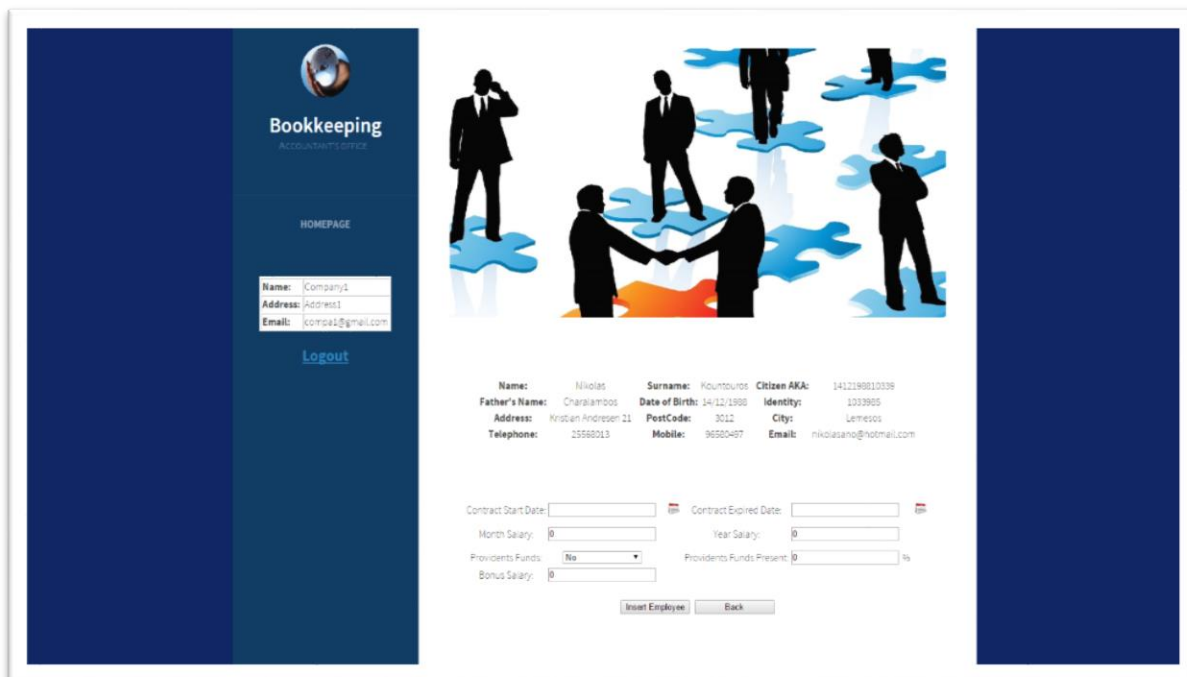 Bookkeeping
ACCOUNTANT'S OFFICE
HOMEPAGE
Name: Company1
Address: Address1
Email: compa1@gmail.com
Logout
Name: Nikolas Surname: Kountouros Citizen AKA: 1412198810339
Father's Name: Charalambos Date of Birth: 14/12/1988 Identity: 1033985
Address: Kristian Andresen 21 PostCode: 3012 City: Lemesos
Telephone: 25568013 Mobile: 96580497 Email: nikolasano@hotmail.com
Contract Start Date: Contract Expired Date:
Month Salary: 0 Year Salary: 0
Providents Funds: No Providents Funds Present: 0 %
Bonus Salary: 0
Insert Employee Back